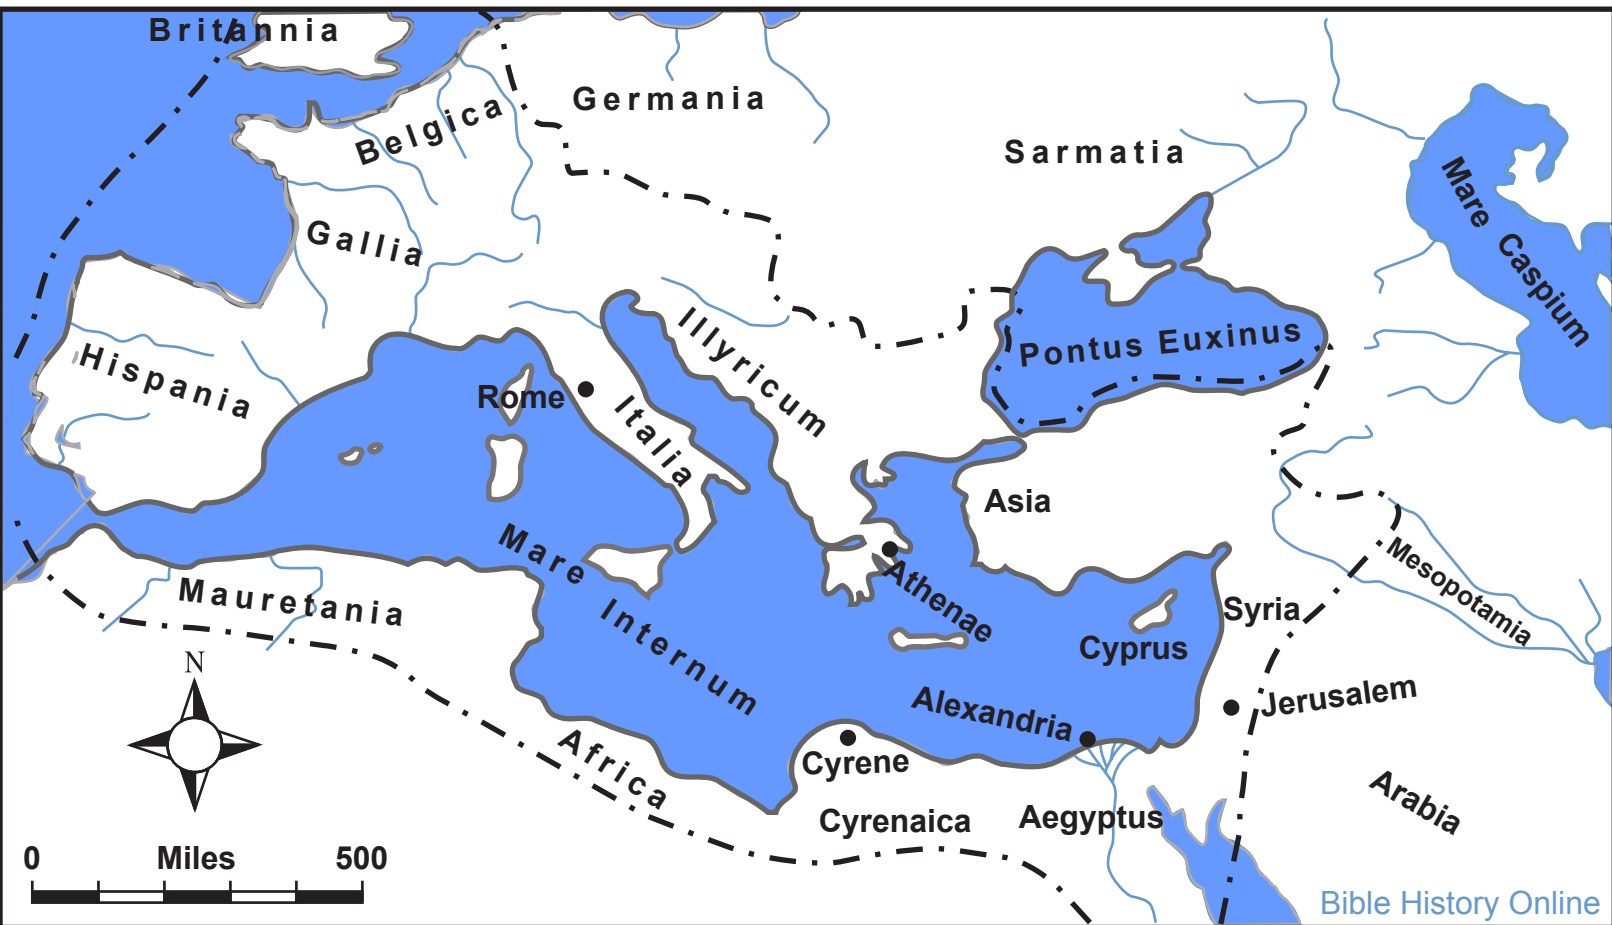 Britannia
Germania
Belgica
Sarmatia
Mare Caspium
Gallia
Illyricum
Pontus Euxinus
Hispania
Rome
Italia
Asia
Mare Internum
Athenae
Mesopotamia
Mauretania
Syria
Cyprus
N
Alexandria
Jerusalem
Africa
Cyrene
Arabia
Cyrenaica
Aegyptus
0 Miles 500
Bible History Online